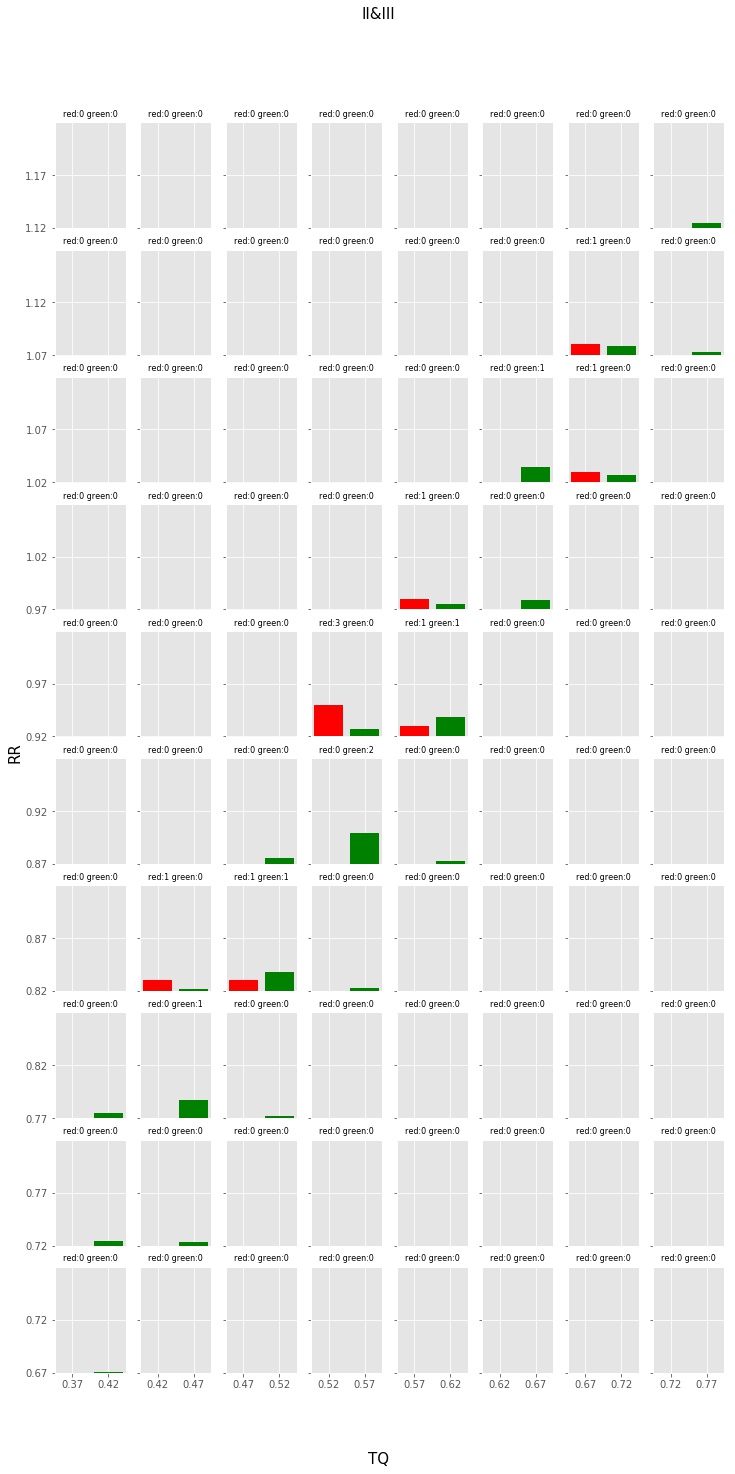 II&III
red:0 green:0 red:0 green:0 red:0 green:0 red:0 green:0 red:0 green:0 red:0 green:0 red:0 green:0 red:0 green:0
1.17
1.12
red:0 green:0 red:0 green:0 red:0 green:0 red:0 green:0 red:0 green:0 red:0 green:0 red:1 green:0 red:0 green:0
1.12
1.07
red:0 green:0 red:0 green:0 red:0 green:0 red:0 green:0 red:0 green:0 red:0 green:1 red:1 green:0 red:0 green:0
1.07
1.02
red:0 green:0 red:0 green:0 red:0 green:0 red:0 green:0 red:1 green:0 red:0 green:0 red:0 green:0 red:0 green:0
1.02
0.97
red:0 green:0 red:0 green:0 red:0 green:0 red:3 green:0 red:1 green:1 red:0 green:0 red:0 green:0 red:0 green:0
0.97
0.92
RR
red:0 green:0 red:0 green:0 red:0 green:0 red:0 green:2 red:0 green:0 red:0 green:0 red:0 green:0 red:0 green:0
0.92
0.87
red:0 green:0 red:1 green:0 red:1 green:1 red:0 green:0 red:0 green:0 red:0 green:0 red:0 green:0 red:0 green:0
0.87
0.82
red:0 green:0 red:0 green:1 red:0 green:0 red:0 green:0 red:0 green:0 red:0 green:0 red:0 green:0 red:0 green:0
0.82
0.77
red:0 green:0 red:0 green:0 red:0 green:0 red:0 green:0 red:0 green:0 red:0 green:0 red:0 green:0 red:0 green:0
0.77
0.72
red:0 green:0 red:0 green:0 red:0 green:0 red:0 green:0 red:0 green:0 red:0 green:0 red:0 green:0 red:0 green:0
0.72
0.67
0.37 0.42 0.42 0.47 0.47 0.52 0.52 0.57 0.57 0.62 0.62 0.67 0.67 0.72 0.72 0.77
TQ